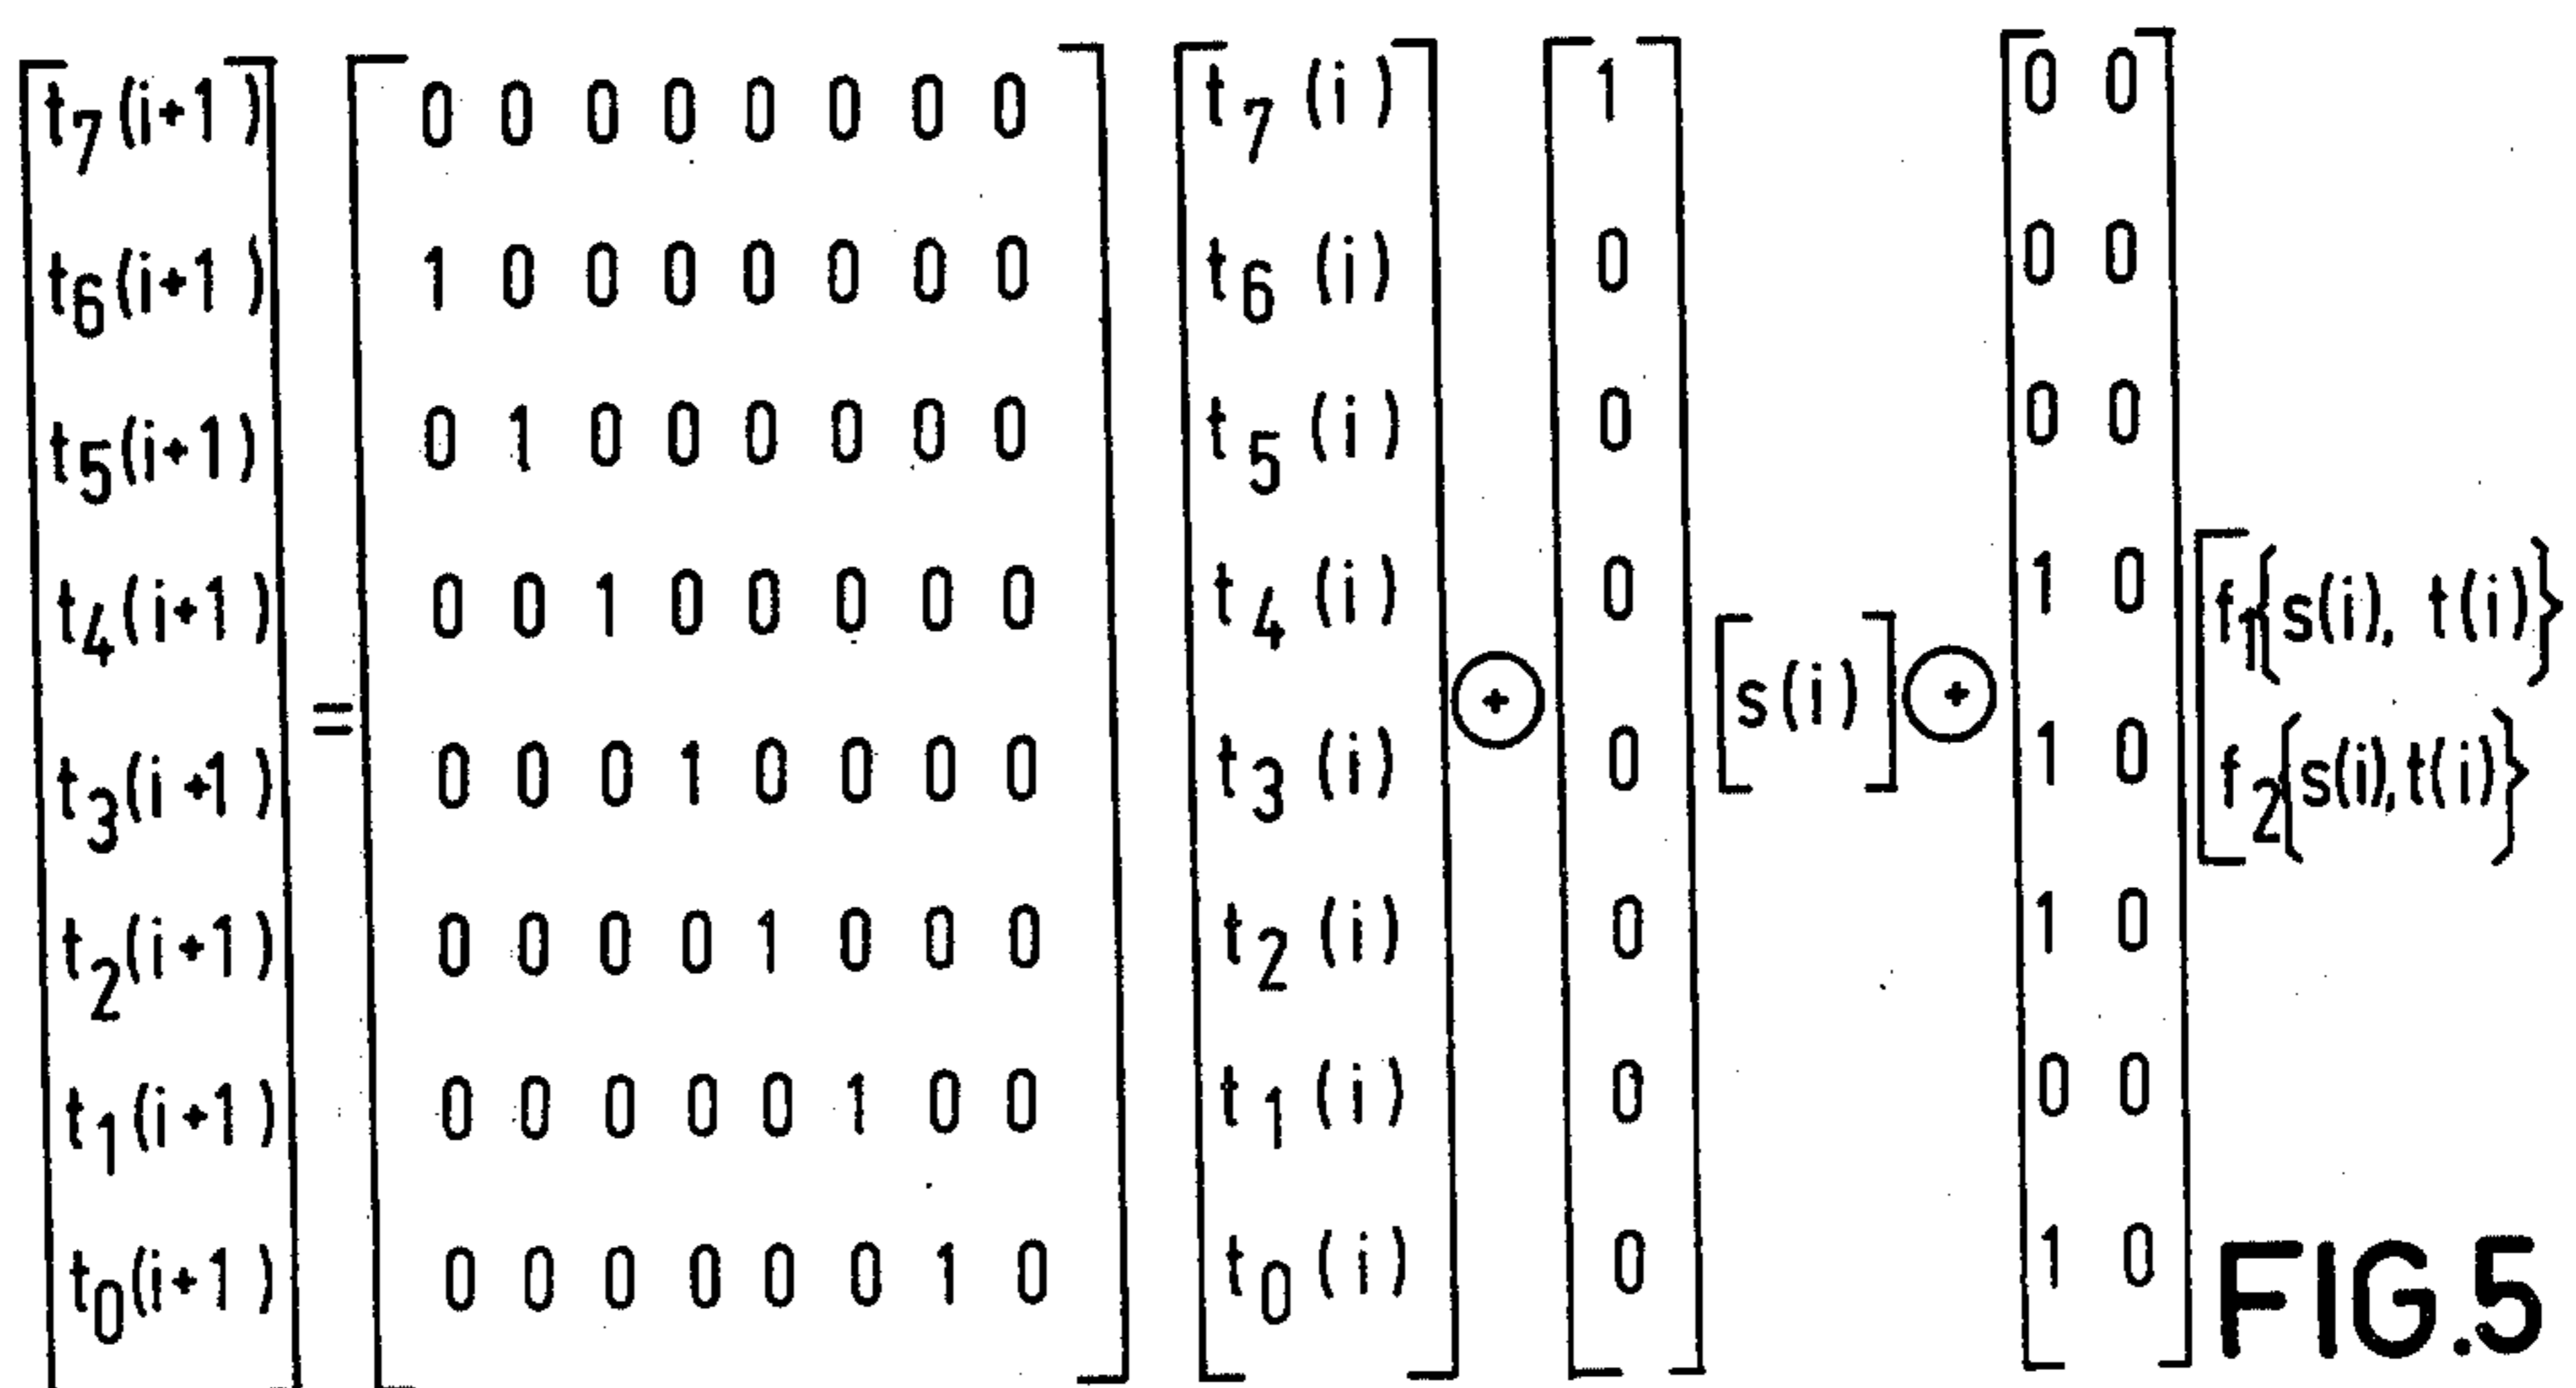 t7(i+1) 0 0 0 0 0 0 0 0 t7(i) 1 0 0
t6(i+1) 1 0 0 0 0 0 0 0 t6(i) 0 0 0
t5(i+1) 0 1 0 0 0 0 0 0 t5(i) 0 0 0
t4(i+1) 0 0 1 0 0 0 0 0 t4(i) 0 1 0 f1{s(i), t(i)}
= ⊕ [s(i)] ⊕
t3(i+1) 0 0 0 1 0 0 0 0 t3(i) 0 1 0 f2{s(i),t(i)}
t2(i+1) 0 0 0 0 1 0 0 0 t2(i) 0 1 0
t1(i+1) 0 0 0 0 0 1 0 0 t1(i) 0 0 0
t0(i+1) 0 0 0 0 0 0 1 0 t0(i) 0 1 0
FIG.5